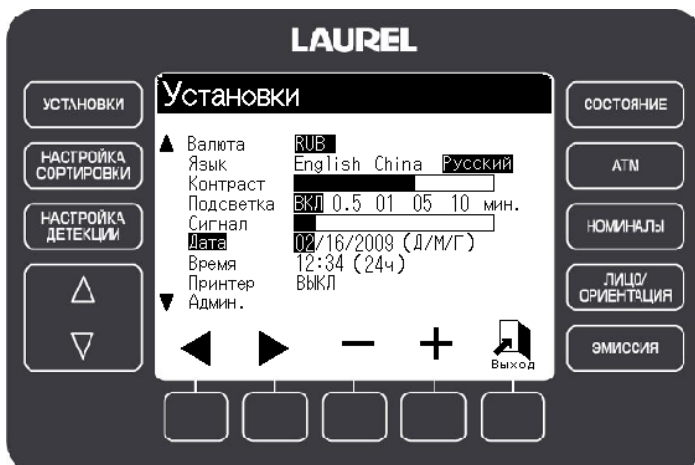 LAUREL
УСТАНОВКИ
НАСТРОЙКА
СОРТИРОВКИ
НАСТРОЙКА
ДЕТЕКЦИИ
Установки
Валюта RUB
Язык English China Русский
Контраст
Подсветка ВКЛ 0.5 01 05 10 мин.
Сигнал
Дата 02/16/2009 (Д/М/Г)
Время 12:34 (24ч)
Принтер ВЫКЛ
Админ.
Выход
СОСТОЯНИЕ
ATM
НОМИНАЛЫ
ЛИЦО/
ОРИЕНТАЦИЯ
ЭМИССИЯ